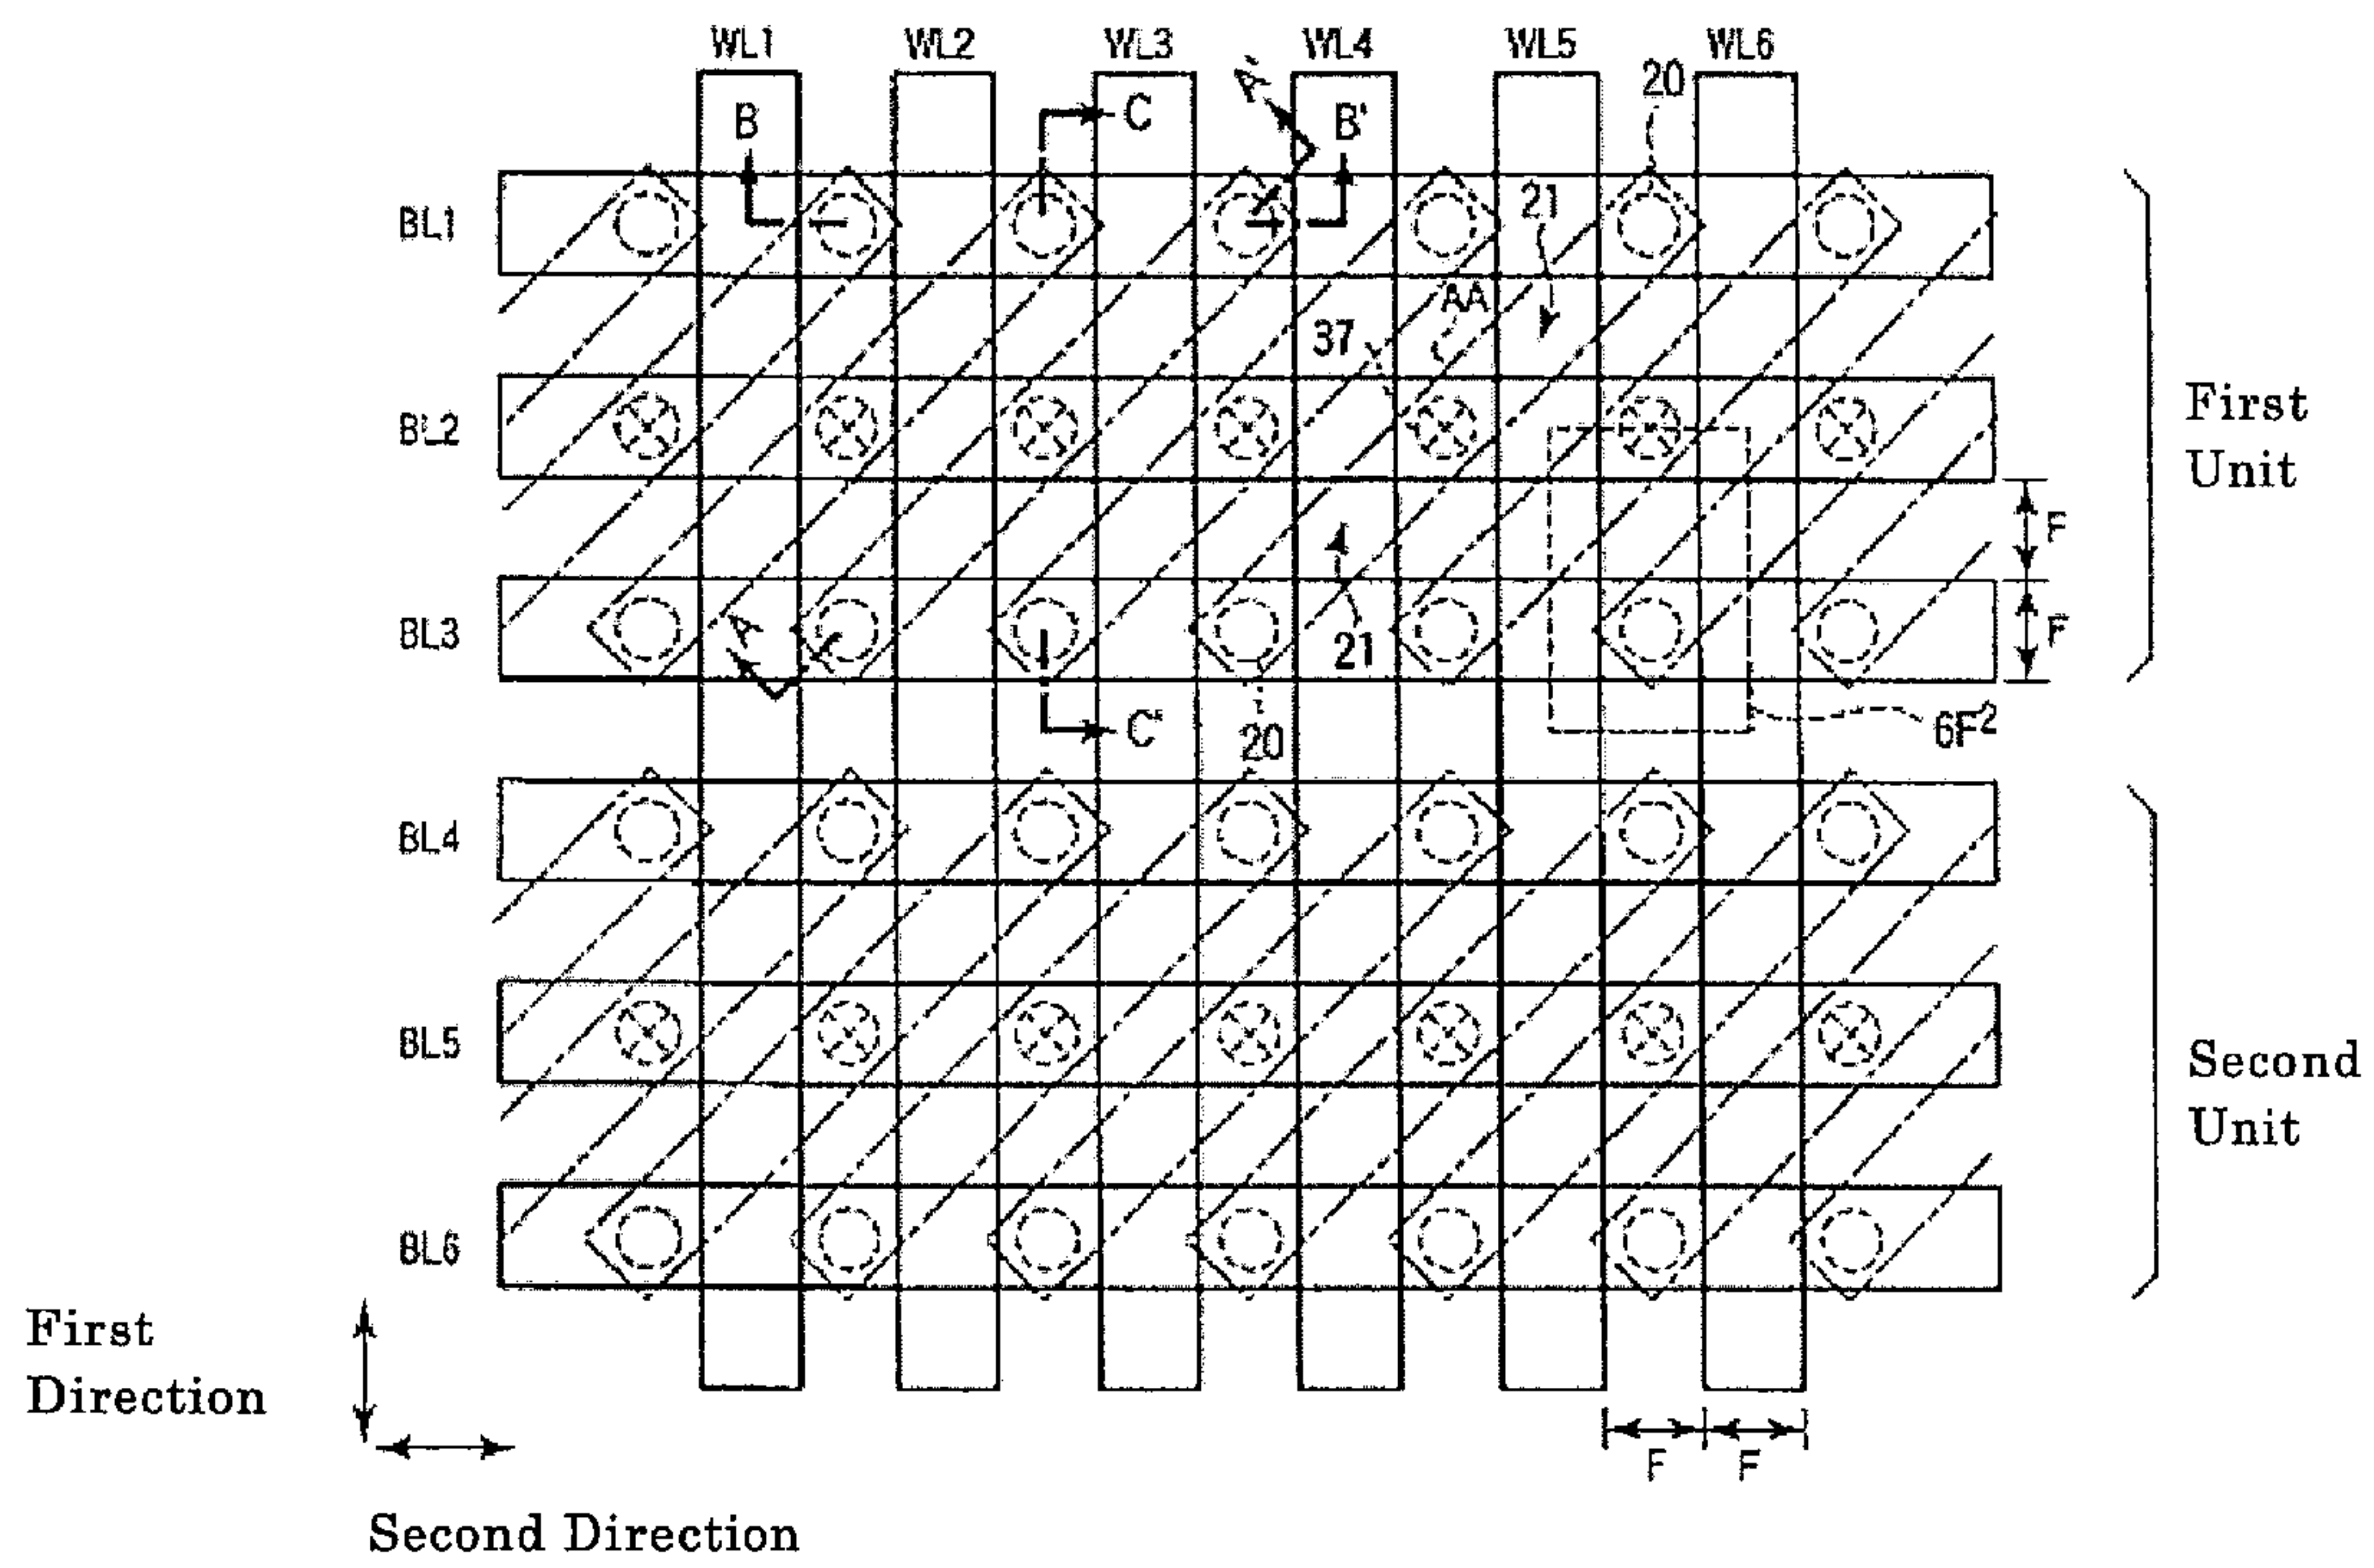 WL1 WL2 WL3 WL4 WL5 WL6
A' 20
B C B'
BL1 21
AA
37
First
Unit
BL2
F
BL3 A 21 F
C' 20 6F2
BL4
Second
Unit
BL5
BL6
First
Direction
F F
Second Direction